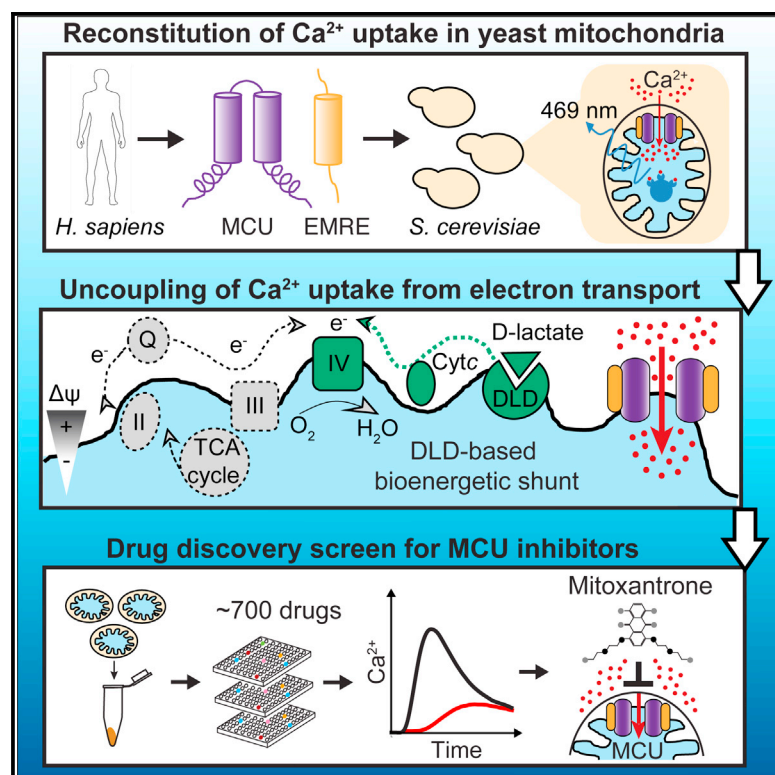 Reconstitution of Ca²⁺ uptake in yeast mitochondria
469 nm
Ca²⁺
H. sapiens
MCU
EMRE
S. cerevisiae
Uncoupling of Ca²⁺ uptake from electron transport
Q
e⁻
e⁻
e⁻
D-lactate
Δψ
+
-
II
III
IV
Cytc
DLD
O₂
H₂O
TCA
cycle
DLD-based
bioenergetic shunt
Drug discovery screen for MCU inhibitors
~700 drugs
Ca²⁺
Time
Mitoxantrone
MCU